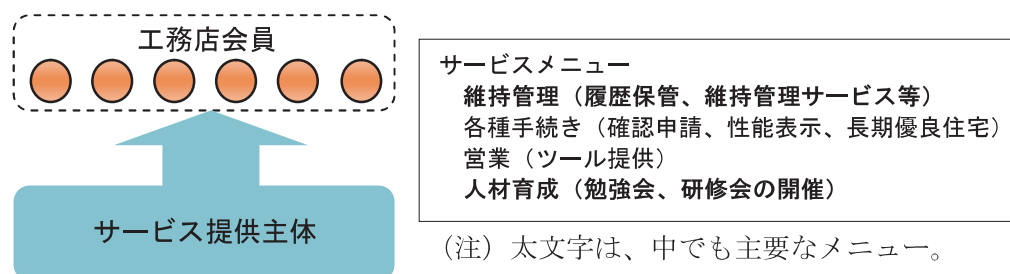 工務店会員
サービス提供主体
サービスメニュー
維持管理（履歴保管、維持管理サービス等）
各種手続き（確認申請、性能表示、長期優良住宅）
営業（ツール提供）
人材育成（勉強会、研修会の開催）
（注）太文字は、中でも主要なメニュー。